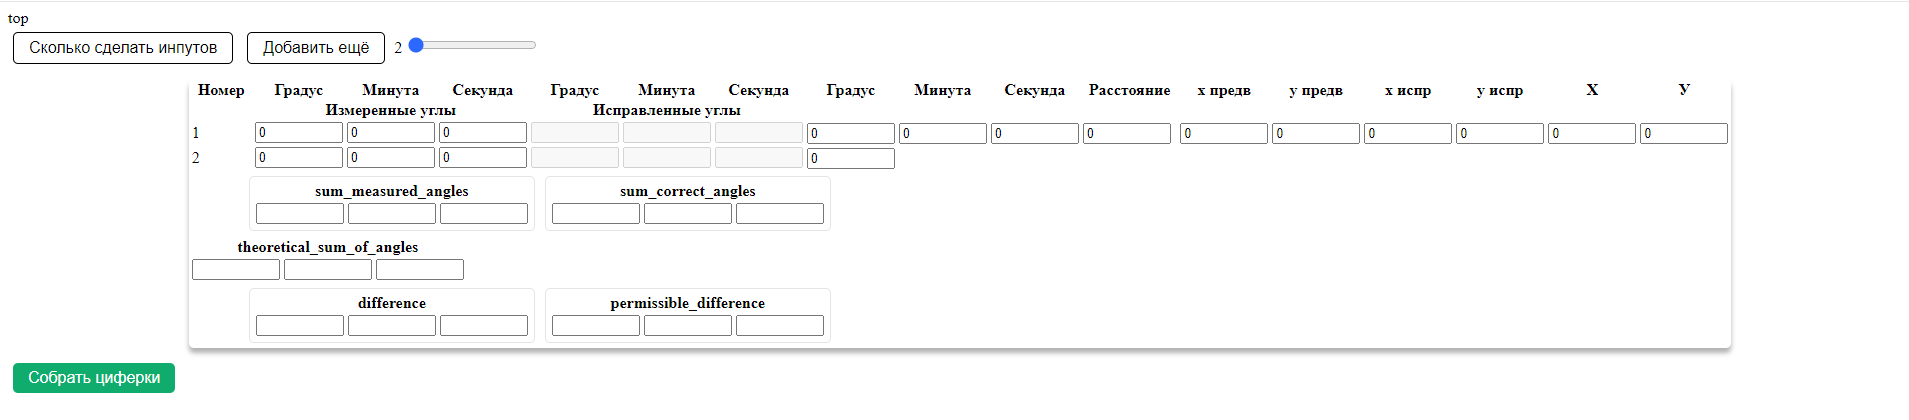 top
Сколько сделать инпутов Добавить ещё 2
Номер Градус Минута Секунда Градус Минута Секунда Градус Минута Секунда Расстояние х предв у предв х испр у испр Х У
Измеренные углы Исправленные углы
1 0 0 0 0 0 0 0 0 0 0 0 0 0
2 0 0 0 0
sum_measured_angles sum_correct_angles
theoretical_sum_of_angles
difference permissible_difference
Собрать циферки